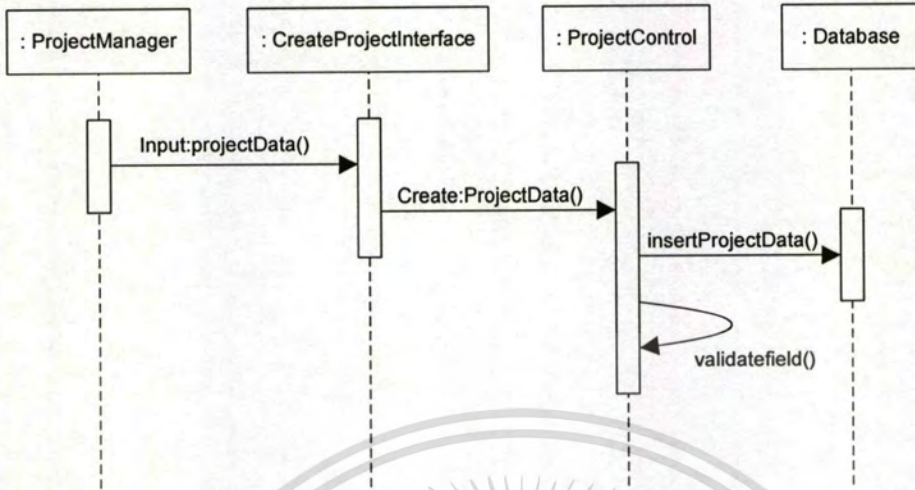 : ProjectManager
: CreateProjectInterface
: ProjectControl
: Database
Input:projectData()
Create:ProjectData()
insertProjectData()
validatefield()